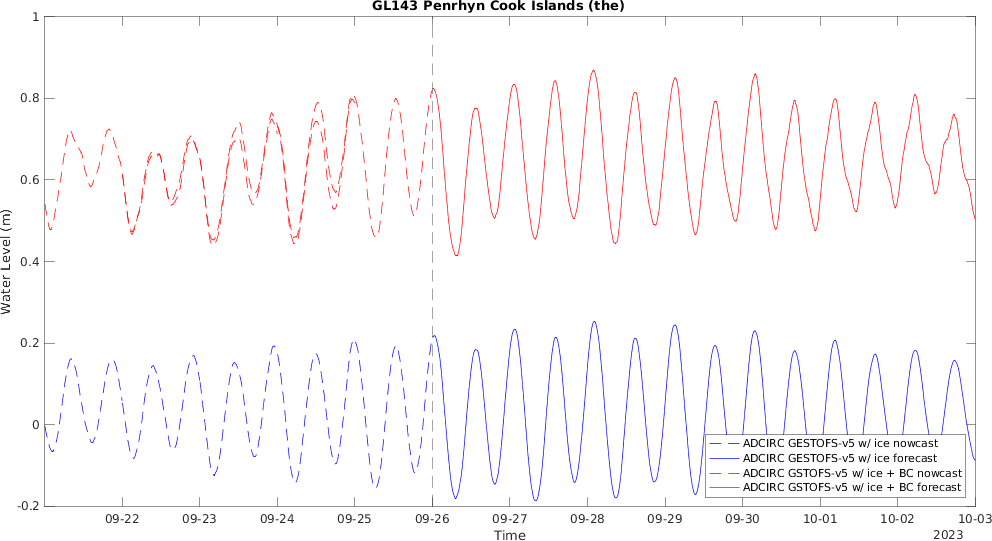 GL143 Penrhyn Cook Islands (the)
Water Level (m)
1
0.8
0.6
0.4
0.2
0
-0.2
ADCIRC GESTOFS-v5 w/ ice nowcast
ADCIRC GESTOFS-v5 w/ ice forecast
ADCIRC GSTOFS-v5 w/ ice + BC nowcast
ADCIRC GSTOFS-v5 w/ ice + BC forecast
09-22 09-23 09-24 09-25 09-26 09-27 09-28 09-29 09-30 10-01 10-02 10-03
Time
2023